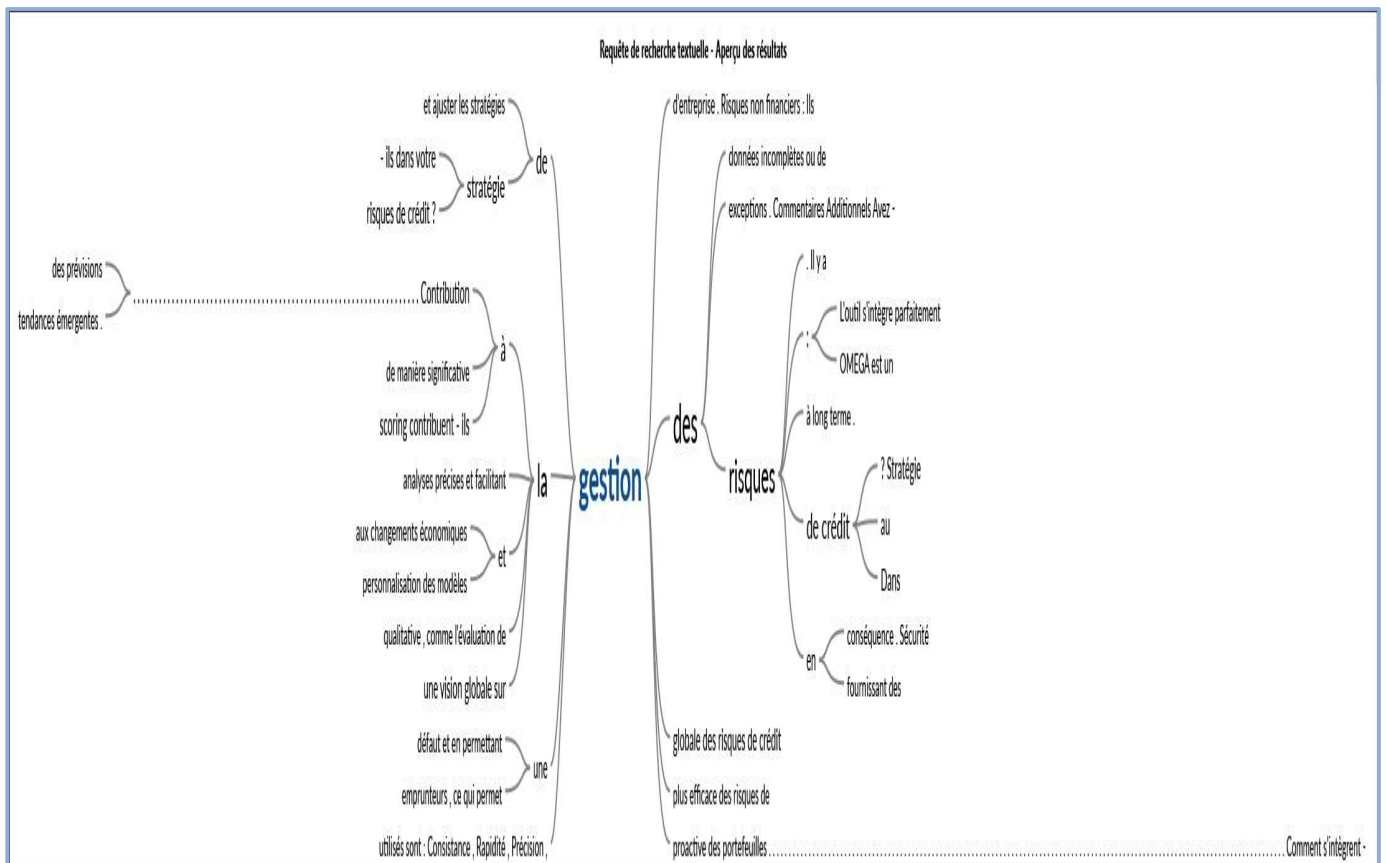 Requête de recherche textuelle - Aperçu des résultats
et ajuster les stratégies
- ils dans votre
risques de crédit ?
stratégie
de
des prévisions
tendances émergentes .
Contribution
de manière significative
scoring contribuent - ils
à
analyses précises et facilitant
aux changements économiques
personnalisation des modèles
et
qualitative , comme l'évaluation de
une vision globale sur
la
défaut et en permettant
emprunteurs , ce qui permet
une
utilisés sont : Consistance , Rapidité , Précision ,
gestion
d'entreprise . Risques non financiers : Ils
des
données incomplètes ou de
exceptions . Commentaires Additionnels Avez -
risques
. Il y a
:
L'outil s'intègre parfaitement
OMEGA est un
à long terme .
de crédit
? Stratégie
au
Dans
en
conséquence . Sécurité
fournissant des
globale des risques de crédit
plus efficace des risques de
proactive des portefeuilles
Comment s'intègrent -